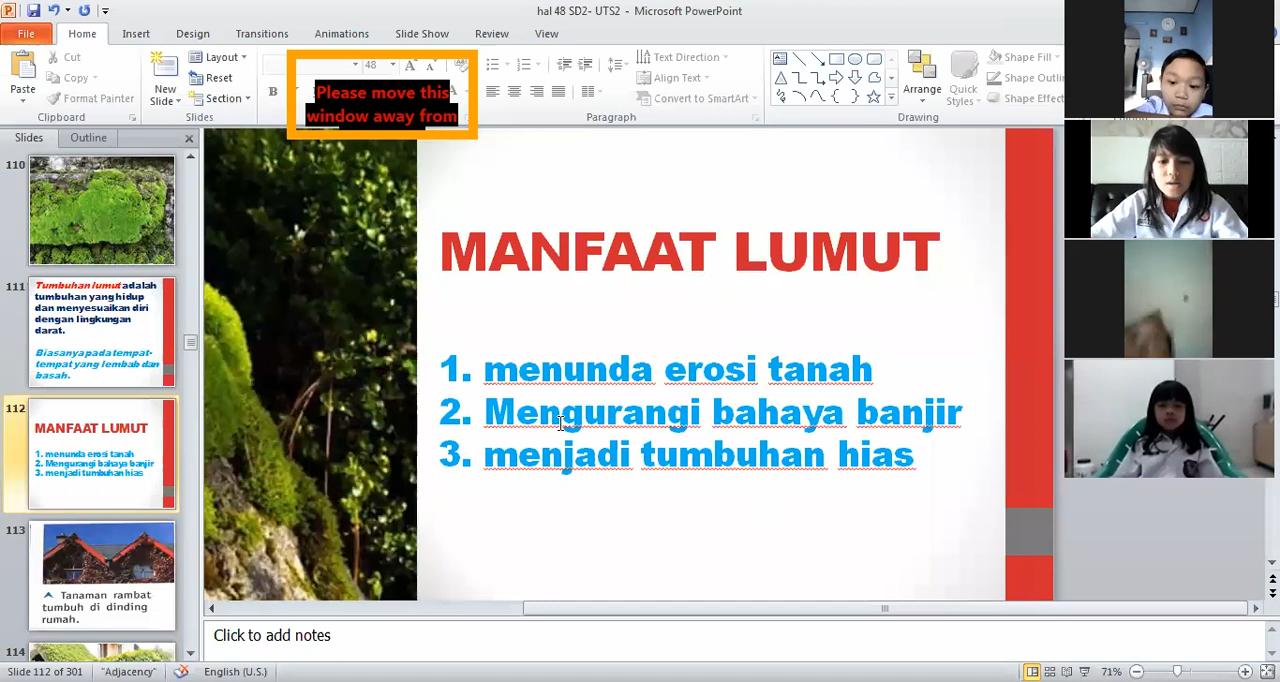 hal 48 SD2- UTS2 - Microsoft PowerPoint
File Home Insert Design Transitions Animations Slide Show Review View
Paste
Cut
Copy
Format Painter
Clipboard
New
Slide
Layout
Reset
Section
Slides
48
B
Please move this
window away from
Text Direction
Align Text
Convert to SmartArt
Paragraph
Arrange
Quick
Styles
Drawing
Shape Fill
Shape Outli
Shape Effects
Slides Outline
110
111
Tumbuhan lumut adalah
tumbuhan yang hidup
dan menyesuaikan diri
dengan lingkungan
darat.
Biasanya pada tempat-
tempat yang lembab dan
basah.
112
MANFAAT LUMUT
1. menunda erosi tanah
2. Mengurangi bahaya banjir
3. menjadi tumbuhan hias
113
Tanaman rambat
tumbuh di dinding
rumah.
114
MANFAAT LUMUT
1. menunda erosi tanah
2. Mengurangi bahaya banjir
3. menjadi tumbuhan hias
Click to add notes
Slide 112 of 301 "Adjacency" English (U.S.) 71%